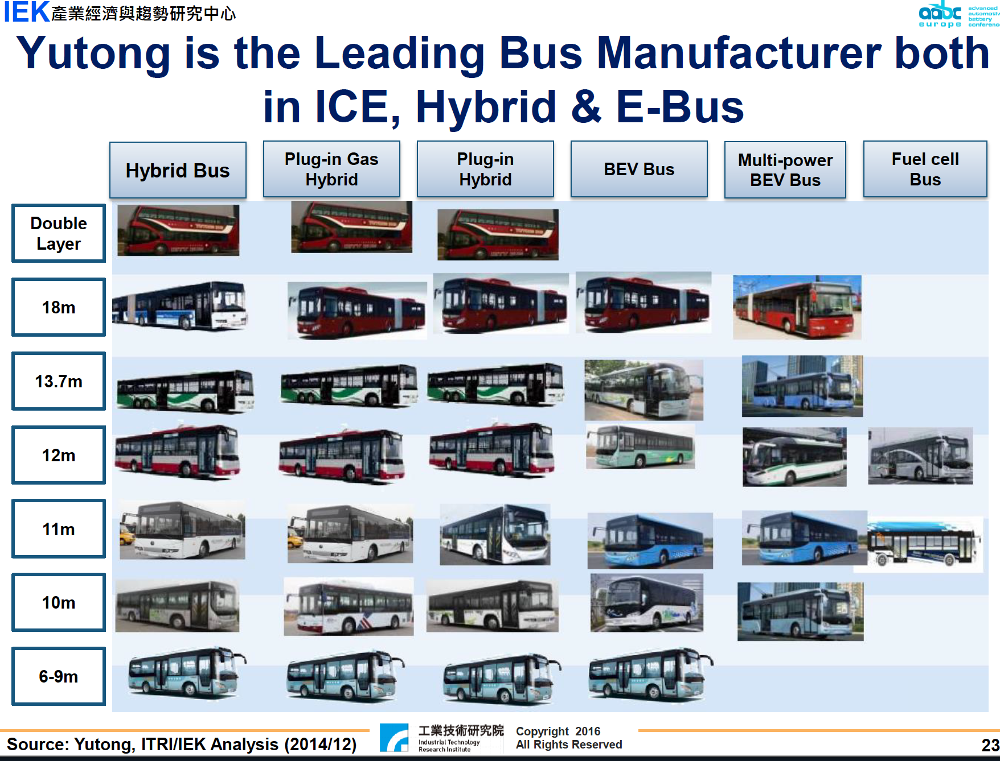 IEK產業經濟與趨勢研究中心
aabc europe
advanced
automotiv
battery
conference
Yutong is the Leading Bus Manufacturer both
in ICE, Hybrid & E-Bus
Hybrid Bus
Plug-in Gas
Hybrid
Plug-in
Hybrid
BEV Bus
Multi-power
BEV Bus
Fuel cell
Bus
Double
Layer
18m
13.7m
12m
11m
10m
6-9m
Source: Yutong, ITRI/IEK Analysis (2014/12)
工業技術研究院
Industrial Technology
Research Institute
Copyright 2016
All Rights Reserved
23